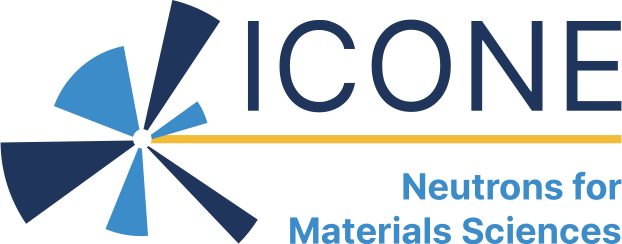 ICONE
Neutrons for
Materials Sciences